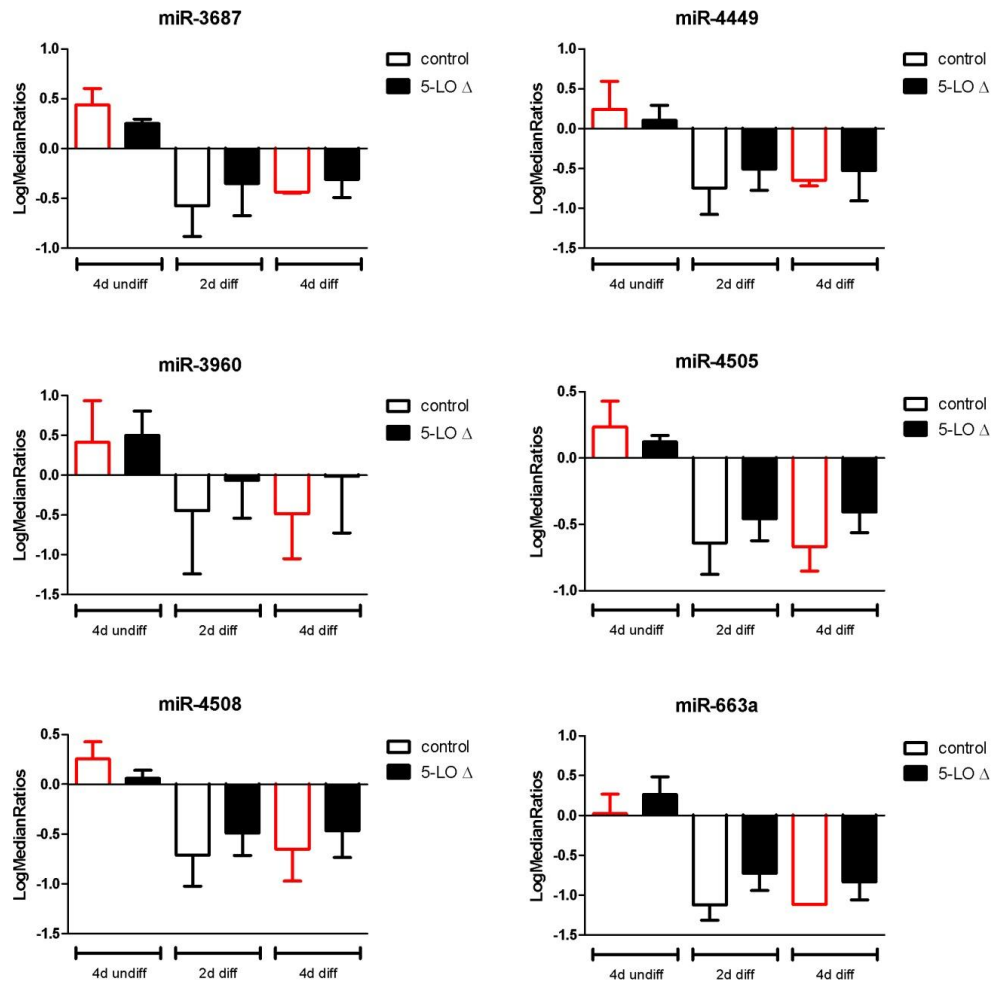 miR-3687
control
5-LO Δ
LogMedianRatios
1.0
0.5
0.0
-0.5
-1.0
4d undiff 2d diff 4d diff
miR-4449
control
5-LO Δ
LogMedianRatios
1.0
0.5
0.0
-0.5
-1.0
-1.5
4d undiff 2d diff 4d diff
miR-3960
control
5-LO Δ
LogMedianRatios
1.0
0.5
0.0
-0.5
-1.0
-1.5
4d undiff 2d diff 4d diff
miR-4505
control
5-LO Δ
LogMedianRatios
0.5
0.0
-0.5
-1.0
4d undiff 2d diff 4d diff
miR-4508
control
5-LO Δ
LogMedianRatios
0.5
0.0
-0.5
-1.0
-1.5
4d undiff 2d diff 4d diff
miR-663a
control
5-LO Δ
LogMedianRatios
1.0
0.5
0.0
-0.5
-1.0
-1.5
4d undiff 2d diff 4d diff